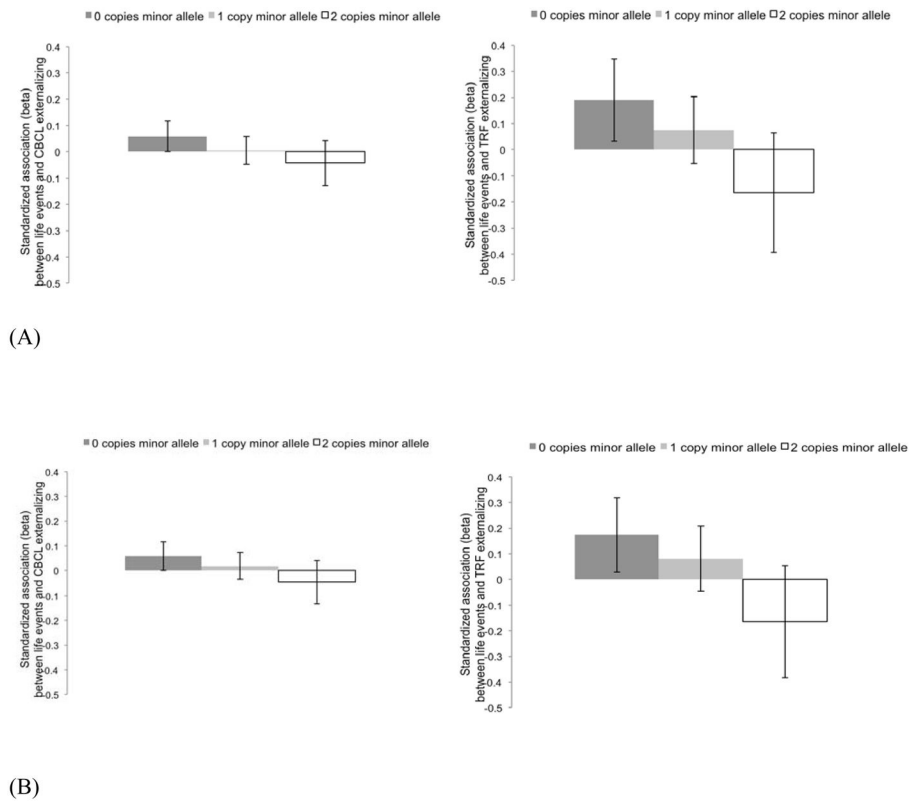 ■ 0 copies minor allele ■ 1 copy minor allele □ 2 copies minor allele
Standardized association (beta)
between life events and CBCL externalizing
0.4
0.3
0.2
0.1
0
-0.1
-0.2
-0.3
-0.4
-0.5
■ 0 copies minor allele ■ 1 copy minor allele □ 2 copies minor allele
Standardized association (beta)
between life events and TRF externalizing
0.4
0.3
0.2
0.1
0
-0.1
-0.2
-0.3
-0.4
-0.5
(A)
■ 0 copies minor allele ■ 1 copy minor allele □ 2 copies minor allele
Standardized association (beta)
between life events and CBCL externalizing
0.4
0.3
0.2
0.1
0
-0.1
-0.2
-0.3
-0.4
-0.5
■ 0 copies minor allele ■ 1 copy minor allele □ 2 copies minor allele
Standardized association (beta)
between life events and TRF externalizing
0.4
0.3
0.2
0.1
0
-0.1
-0.2
-0.3
-0.4
-0.5
(B)